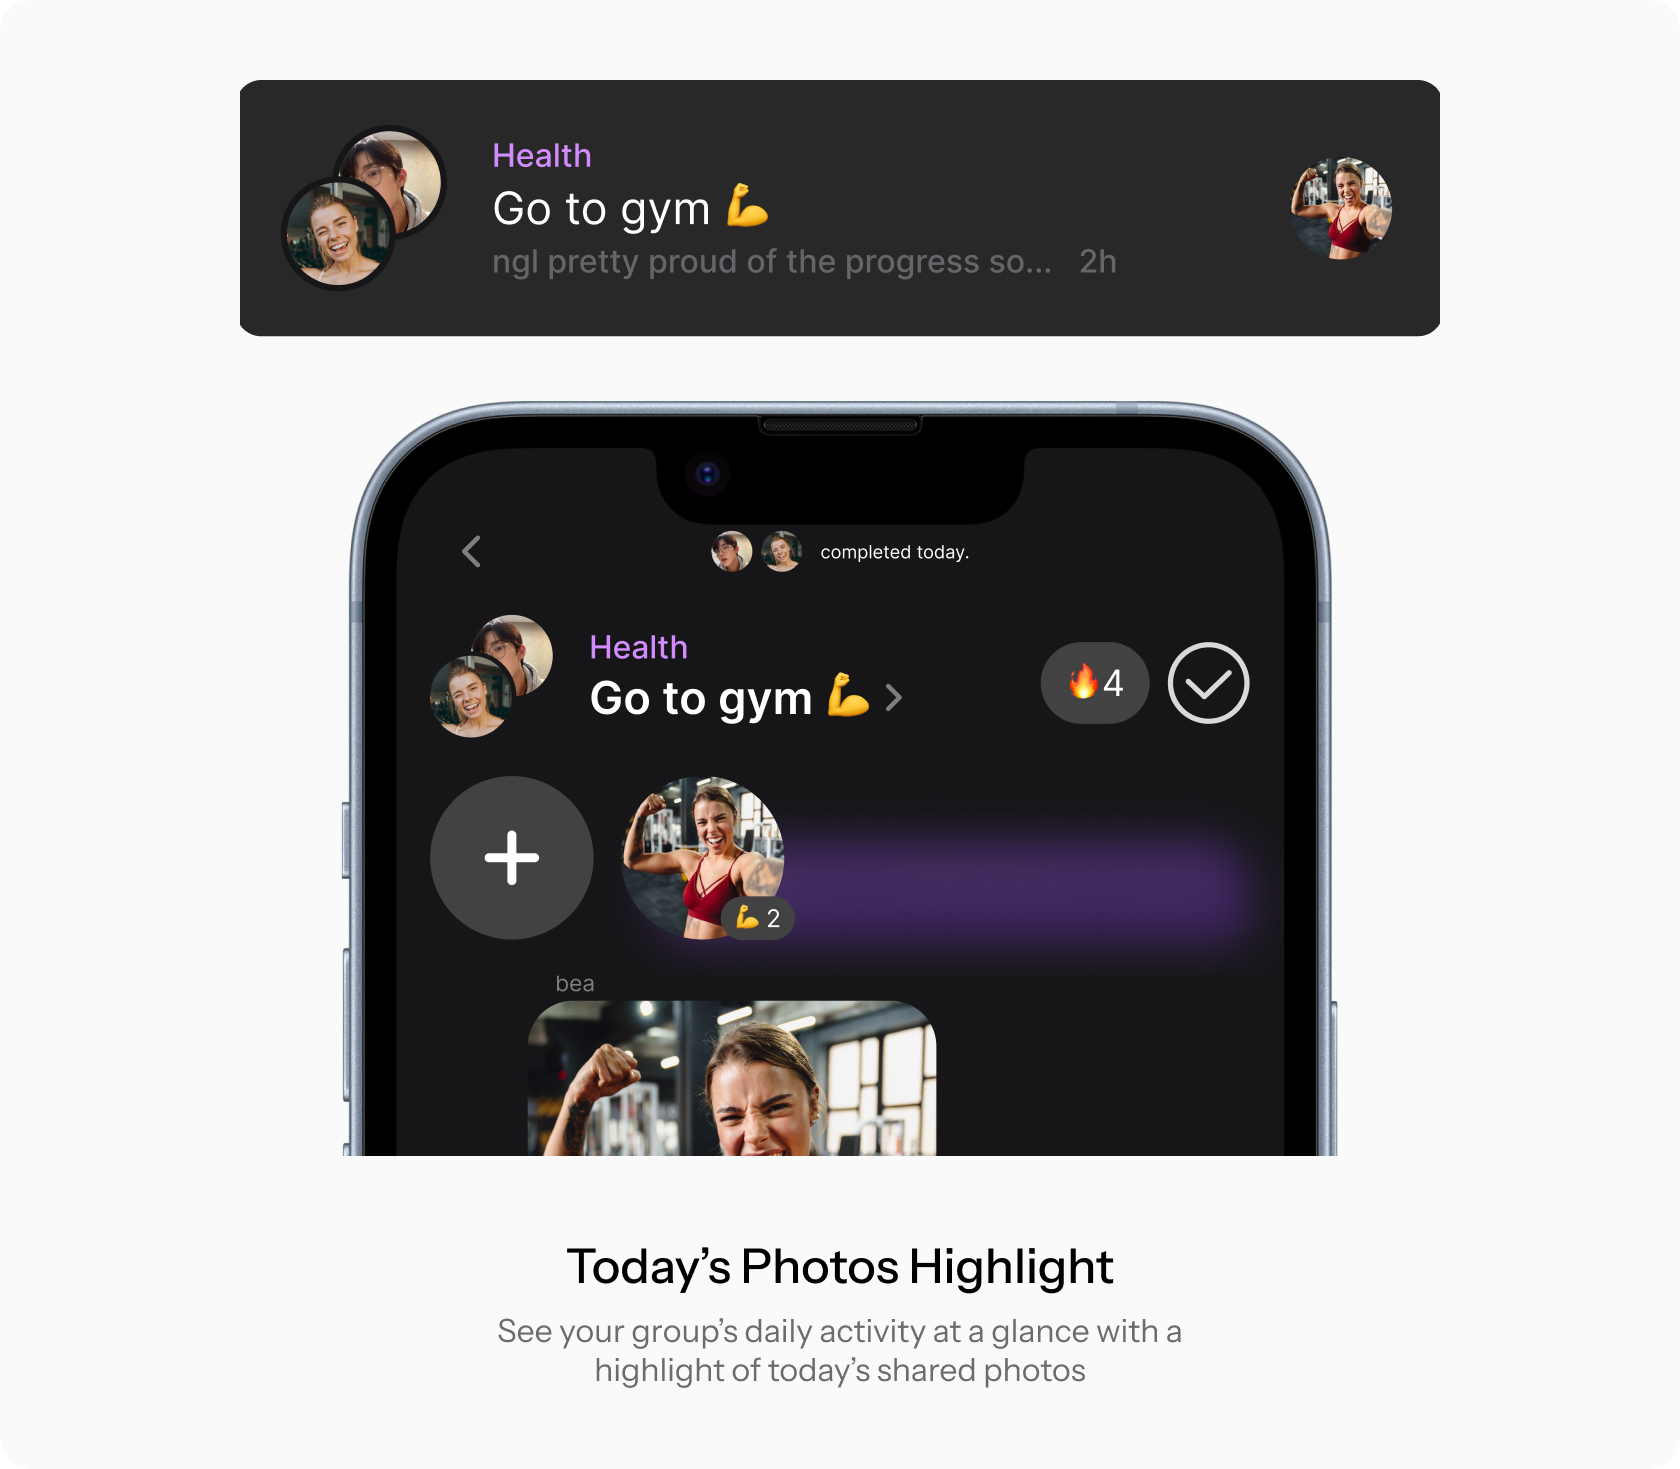 Health
Go to gym 💪
ngl pretty proud of the progress so... 2h
completed today.
Health
Go to gym 💪
🔥4
💪 2
bea
Today’s Photos Highlight
See your group’s daily activity at a glance with a
highlight of today’s shared photos